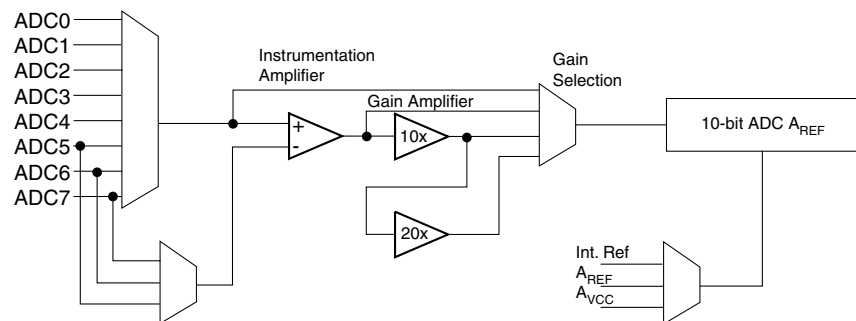 ADC0
ADC1
ADC2
ADC3
ADC4
ADC5
ADC6
ADC7
Instrumentation
Amplifier
+
-
Gain Amplifier
10x
20x
Gain
Selection
10-bit ADC AREF
Int. Ref
AREF
AVCC